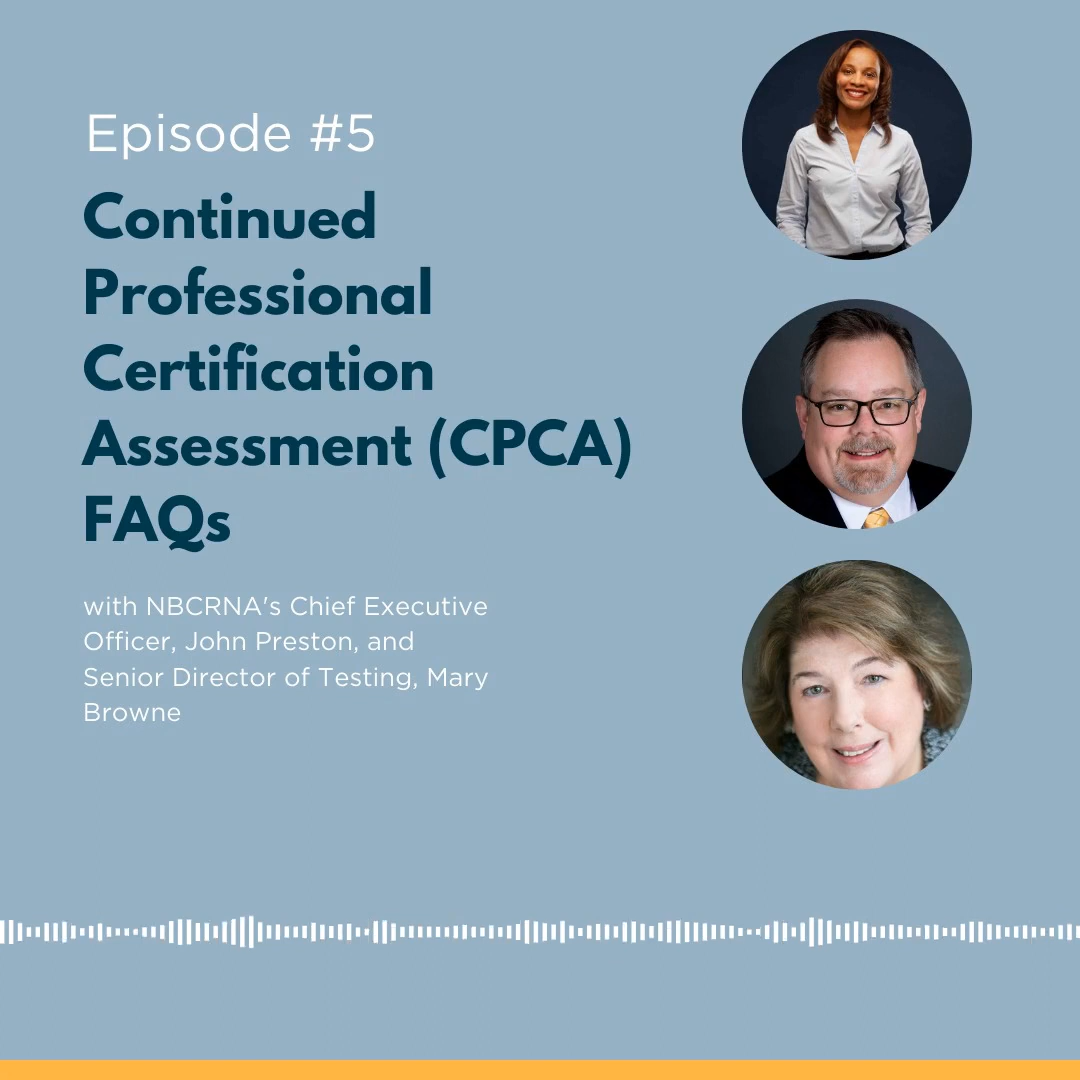 Episode #5
Continued
Professional
Certification
Assessment (CPCA)
FAQs
with NBCRNA's Chief Executive
Officer, John Preston, and
Senior Director of Testing, Mary
Browne